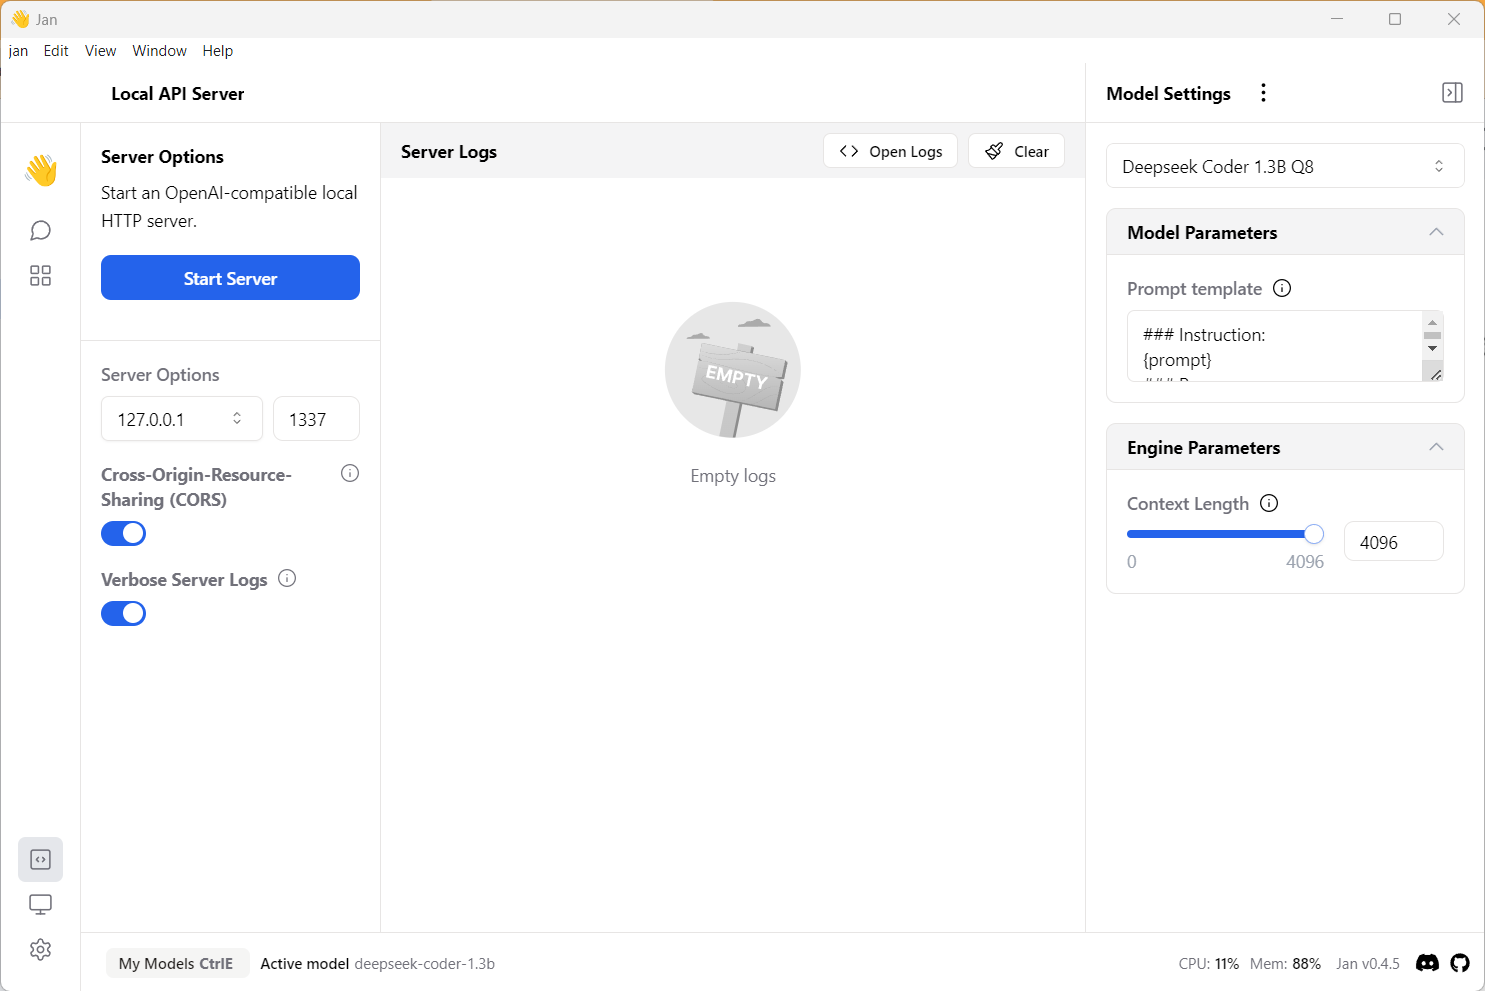 Jan
jan Edit View Window Help
Local API Server
Model Settings
Server Options
Start an OpenAI-compatible local
HTTP server.
Start Server
Server Options
127.0.0.1
1337
Cross-Origin-Resource-
Sharing (CORS)
Verbose Server Logs
Server Logs
Open Logs
Clear
EMPTY
Empty logs
Deepseek Coder 1.3B Q8
Model Parameters
Prompt template
### Instruction:
{prompt}
Engine Parameters
Context Length
4096
0
4096
My Models CtrlE
Active model deepseek-coder-1.3b
CPU: 11% Mem: 88% Jan v0.4.5